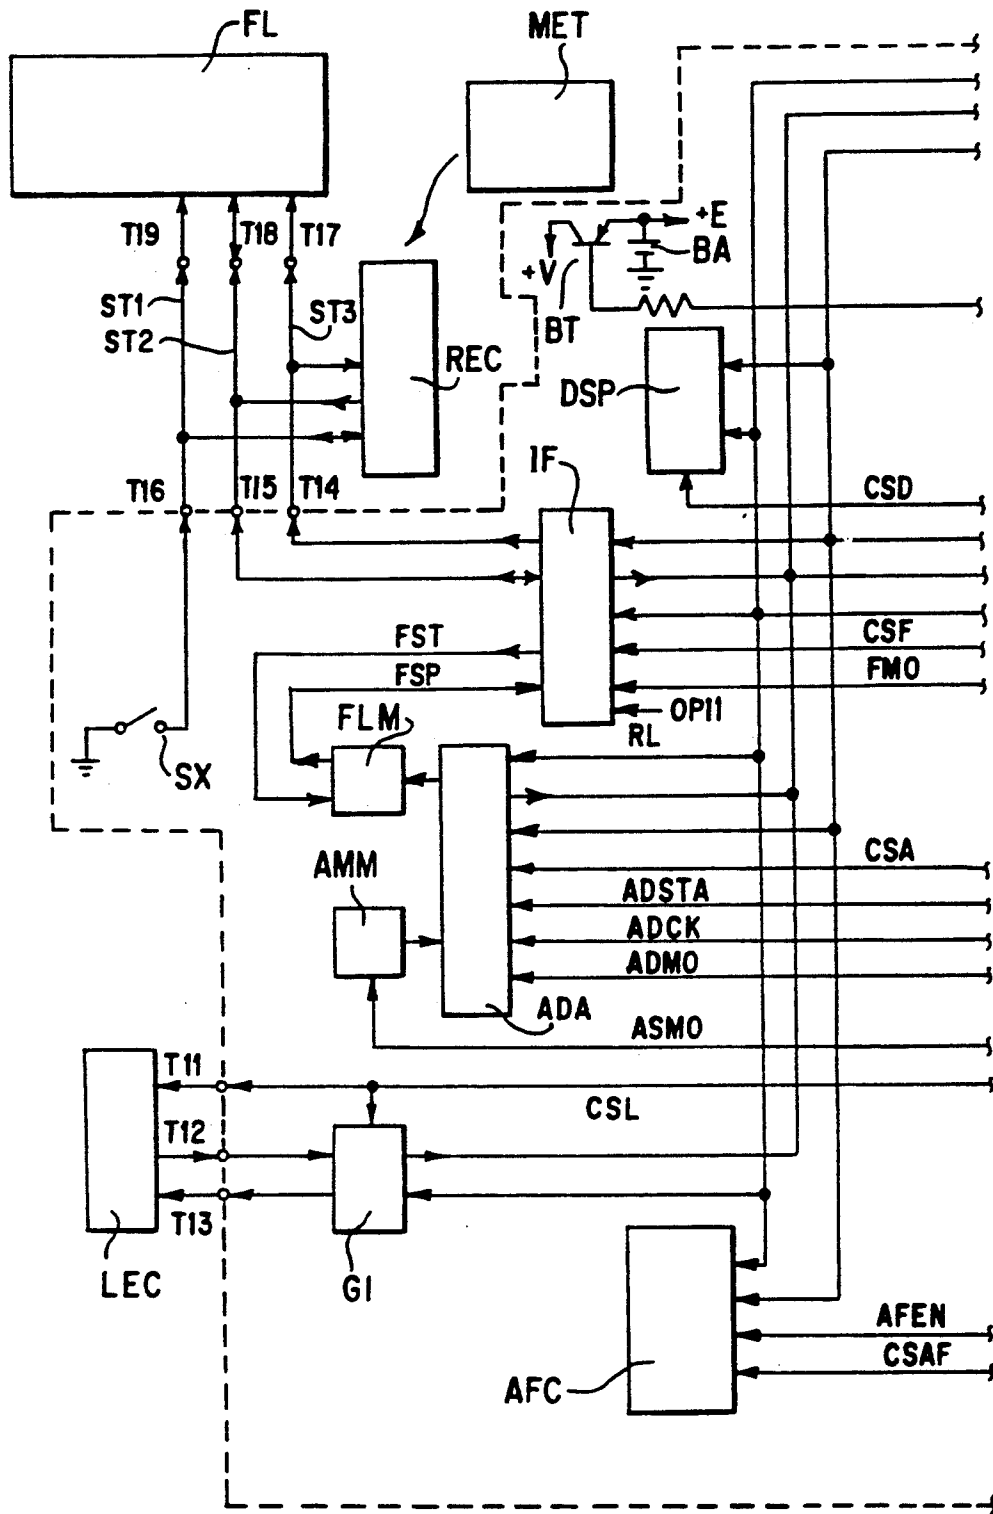 FL
MET
T19
T18
T17
+E
BA
+V
BT
ST1
ST2
ST3
REC
DSP
T16
T15
T14
IF
CSD
FST
CSF
FSP
FMO
FLM
OP11
RL
SX
AMM
CSA
ADSTA
ADCK
ADMO
ADA
ASMO
T11
CSL
T12
T13
LEC
G1
AFEN
CSAF
AFC